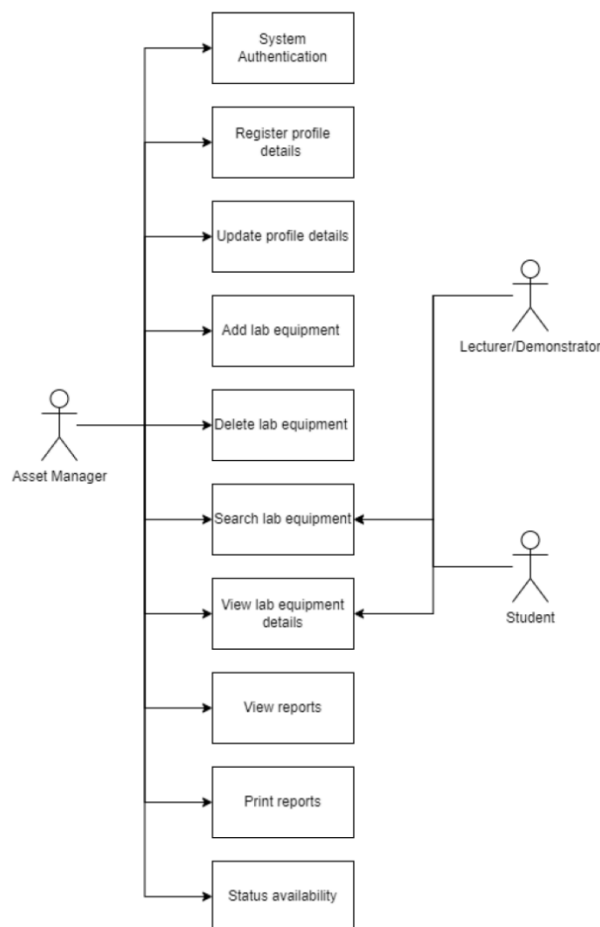 System
Authentication
Register profile
details
Update profile details
Add lab equipment
Lecturer/Demonstrator
Delete lab equipment
Asset Manager
Search lab equipment
View lab equipment
details
Student
View reports
Print reports
Status availability